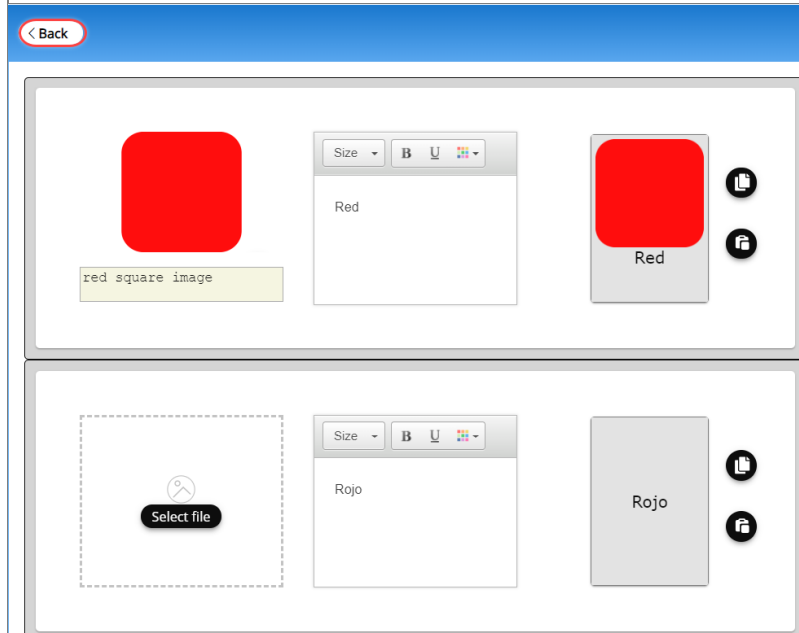 Back
Size B U
Red
red square image
Red
Size B U
Rojo
Select file
Rojo